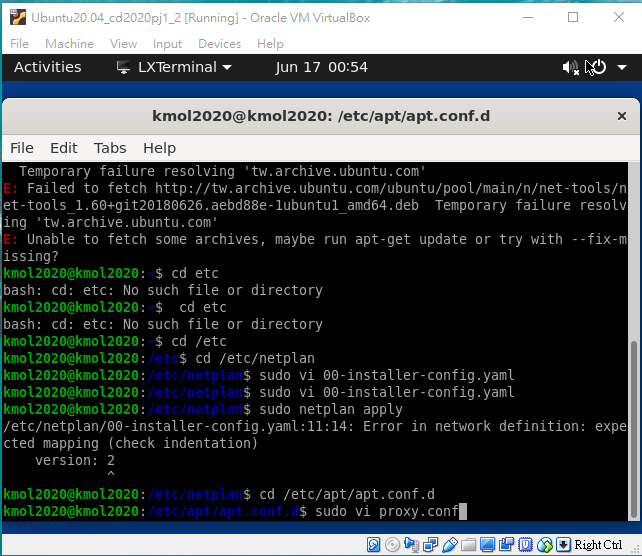 Ubuntu20.04_cd2020pj1_2 [Running] - Oracle VM VirtualBox
File Machine View Input Devices Help
Activities LXTerminal Jun 17 00:54
kmol2020@kmol2020: /etc/apt/apt.conf.d
File Edit Tabs Help
Temporary failure resolving 'tw.archive.ubuntu.com'
E: Failed to fetch http://tw.archive.ubuntu.com/ubuntu/pool/main/n/net-tools/n
et-tools_1.60+git20180626.aebd88e-1ubuntu1_amd64.deb Temporary failure resolv
ing 'tw.archive.ubuntu.com'
E: Unable to fetch some archives, maybe run apt-get update or try with --fix-m
issing?
kmol2020@kmol2020:~$ cd etc
bash: cd: etc: No such file or directory
kmol2020@kmol2020:~$  cd etc
bash: cd: etc: No such file or directory
kmol2020@kmol2020:~$ cd /etc
kmol2020@kmol2020:/etc$ cd /etc/netplan
kmol2020@kmol2020:/etc/netplan$ sudo vi 00-installer-config.yaml
kmol2020@kmol2020:/etc/netplan$ sudo vi 00-installer-config.yaml
kmol2020@kmol2020:/etc/netplan$ sudo netplan apply
/etc/netplan/00-installer-config.yaml:11:14: Error in network definition: expe
cted mapping (check indentation)
version: 2
^
kmol2020@kmol2020:/etc/netplan$ cd /etc/apt/apt.conf.d
kmol2020@kmol2020:/etc/apt/apt.conf.d$ sudo vi proxy.conf
Right Ctrl